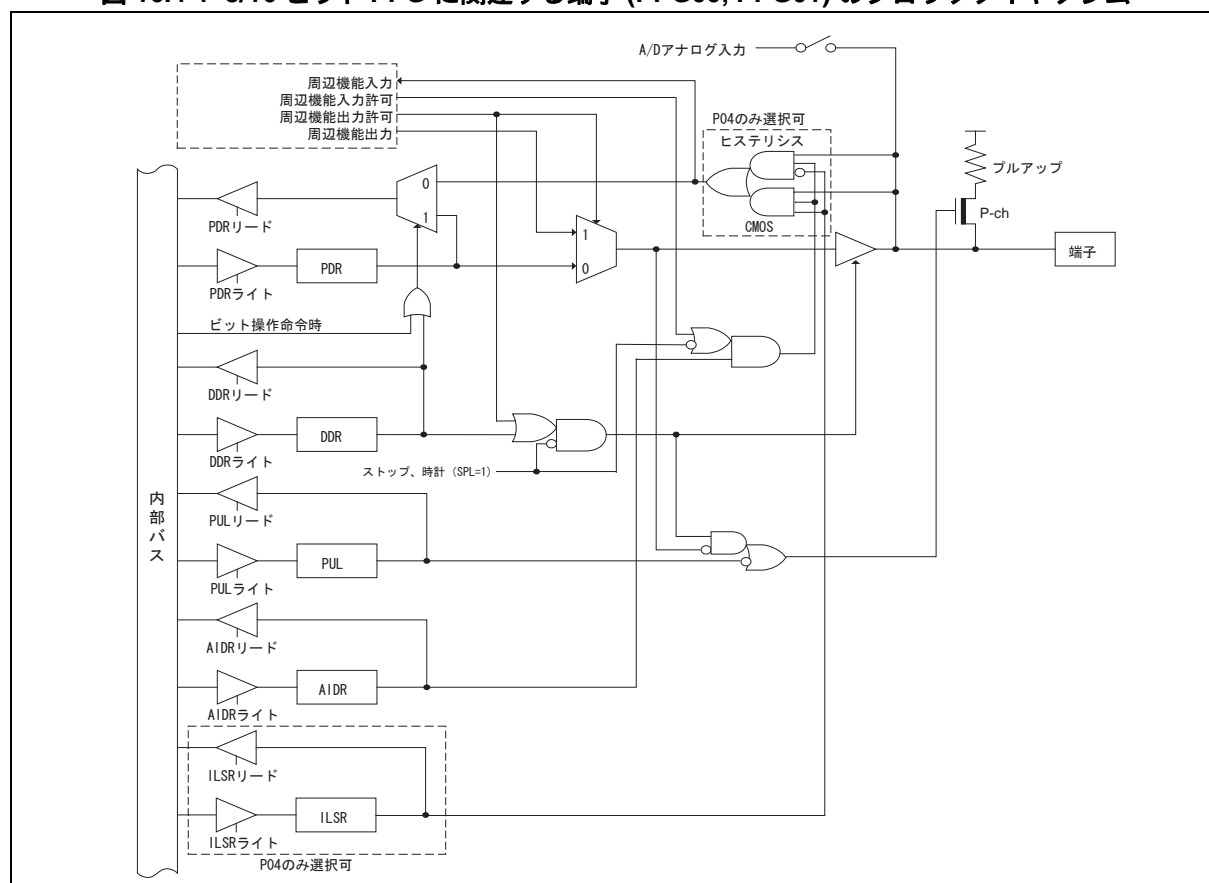 A/Dアナログ入力
周辺機能入力
周辺機能入力許可
周辺機能出力許可
周辺機能出力
P04のみ選択可
ヒステリシス
CMOS
プルアップ
P-ch
端子
0
1
PDRリード
1
0
PDR
PDRライト
ビット操作命令時
DDRリード
DDR
DDRライト
ストップ、時計 (SPL=1)
内部バス
PULリード
PUL
PULライト
AIDRリード
AIDR
AIDRライト
ILSRリード
ILSR
ILSRライト
P04のみ選択可